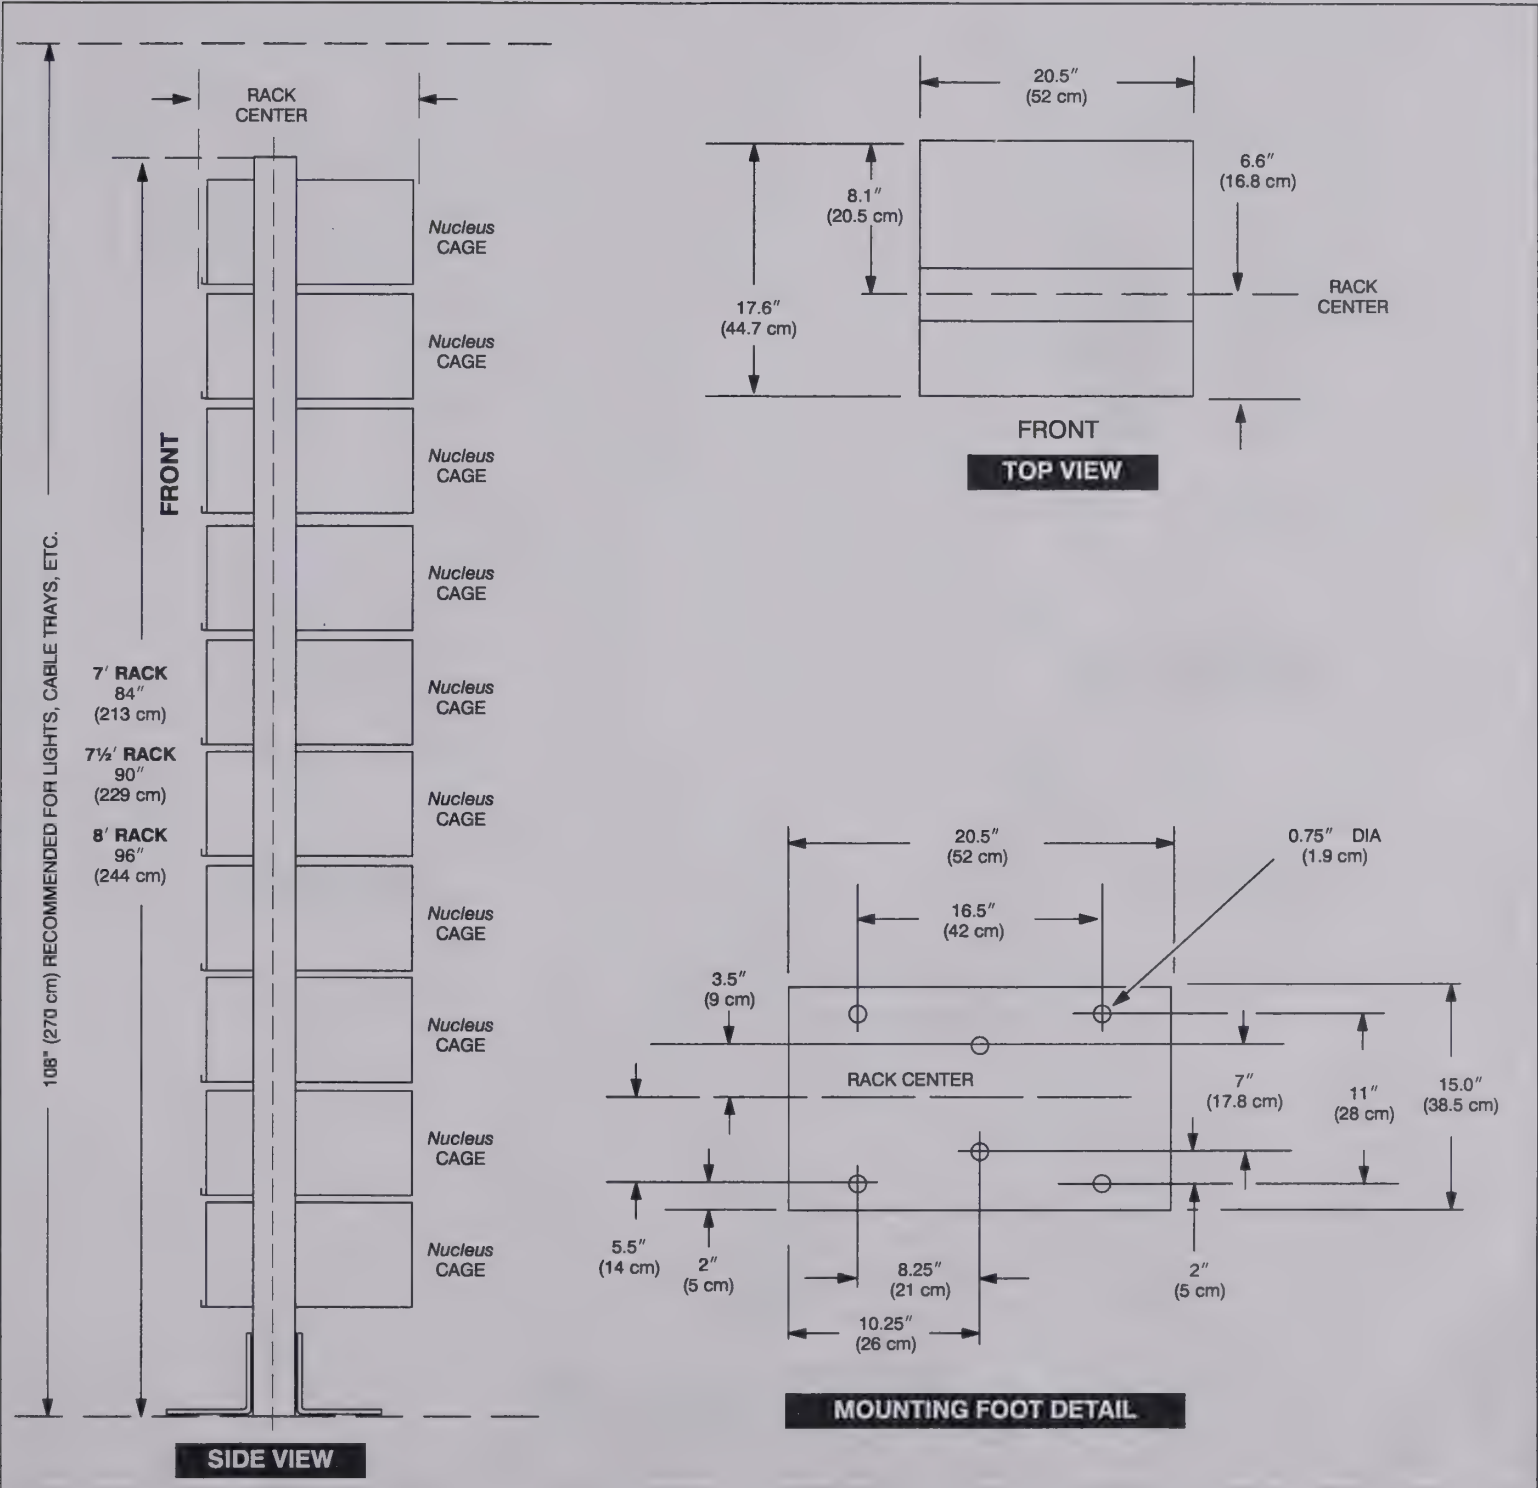 RACK
CENTER
Nucleus
CAGE
Nucleus
CAGE
Nucleus
CAGE
Nucleus
CAGE
Nucleus
CAGE
Nucleus
CAGE
Nucleus
CAGE
Nucleus
CAGE
Nucleus
CAGE
Nucleus
CAGE
FRONT
108" (270 cm) RECOMMENDED FOR LIGHTS, CABLE TRAYS, ETC.
7′ RACK
84″
(213 cm)
7½′ RACK
90″
(229 cm)
8′ RACK
96″
(244 cm)
SIDE VIEW
20.5″
(52 cm)
8.1″
(20.5 cm)
6.6″
(16.8 cm)
17.6″
(44.7 cm)
RACK
CENTER
FRONT
TOP VIEW
20.5″
(52 cm)
0.75″ DIA
(1.9 cm)
16.5″
(42 cm)
3.5″
(9 cm)
RACK CENTER
7″
(17.8 cm)
11″
(28 cm)
15.0″
(38.5 cm)
5.5″
(14 cm)
2″
(5 cm)
8.25″
(21 cm)
2″
(5 cm)
10.25″
(26 cm)
MOUNTING FOOT DETAIL